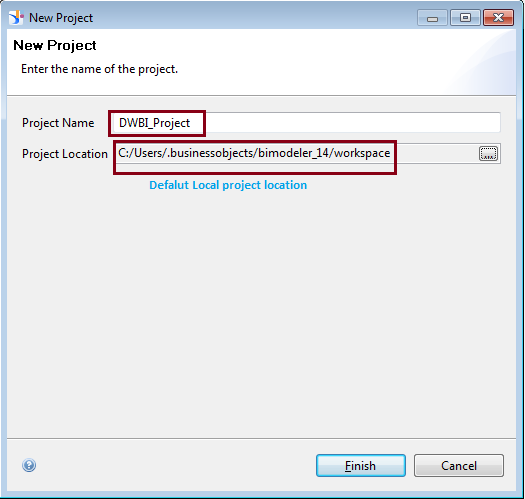 New Project
New Project
Enter the name of the project.
Project Name DWBI_Project
Project Location C:/Users/.businessobjects/bimodeler_14/workspace ...
Defalut Local project location
? Finish Cancel